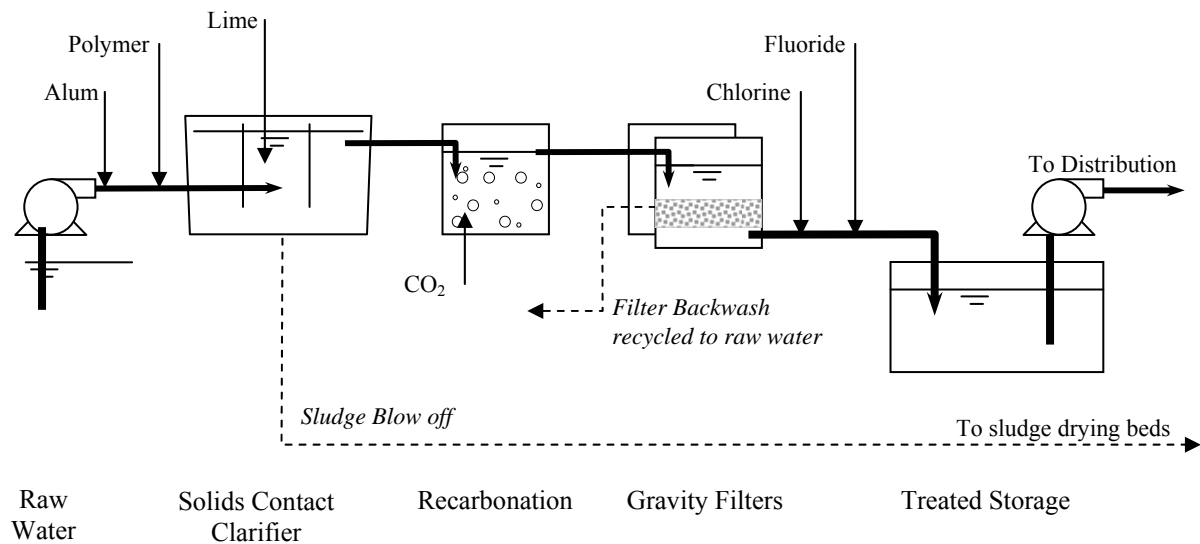 Lime
Polymer
Alum
Fluoride
Chlorine
To Distribution
CO₂
Filter Backwash
recycled to raw water
Sludge Blow off
To sludge drying beds
Raw
Water
Solids Contact
Clarifier
Recarbonation
Gravity Filters
Treated Storage